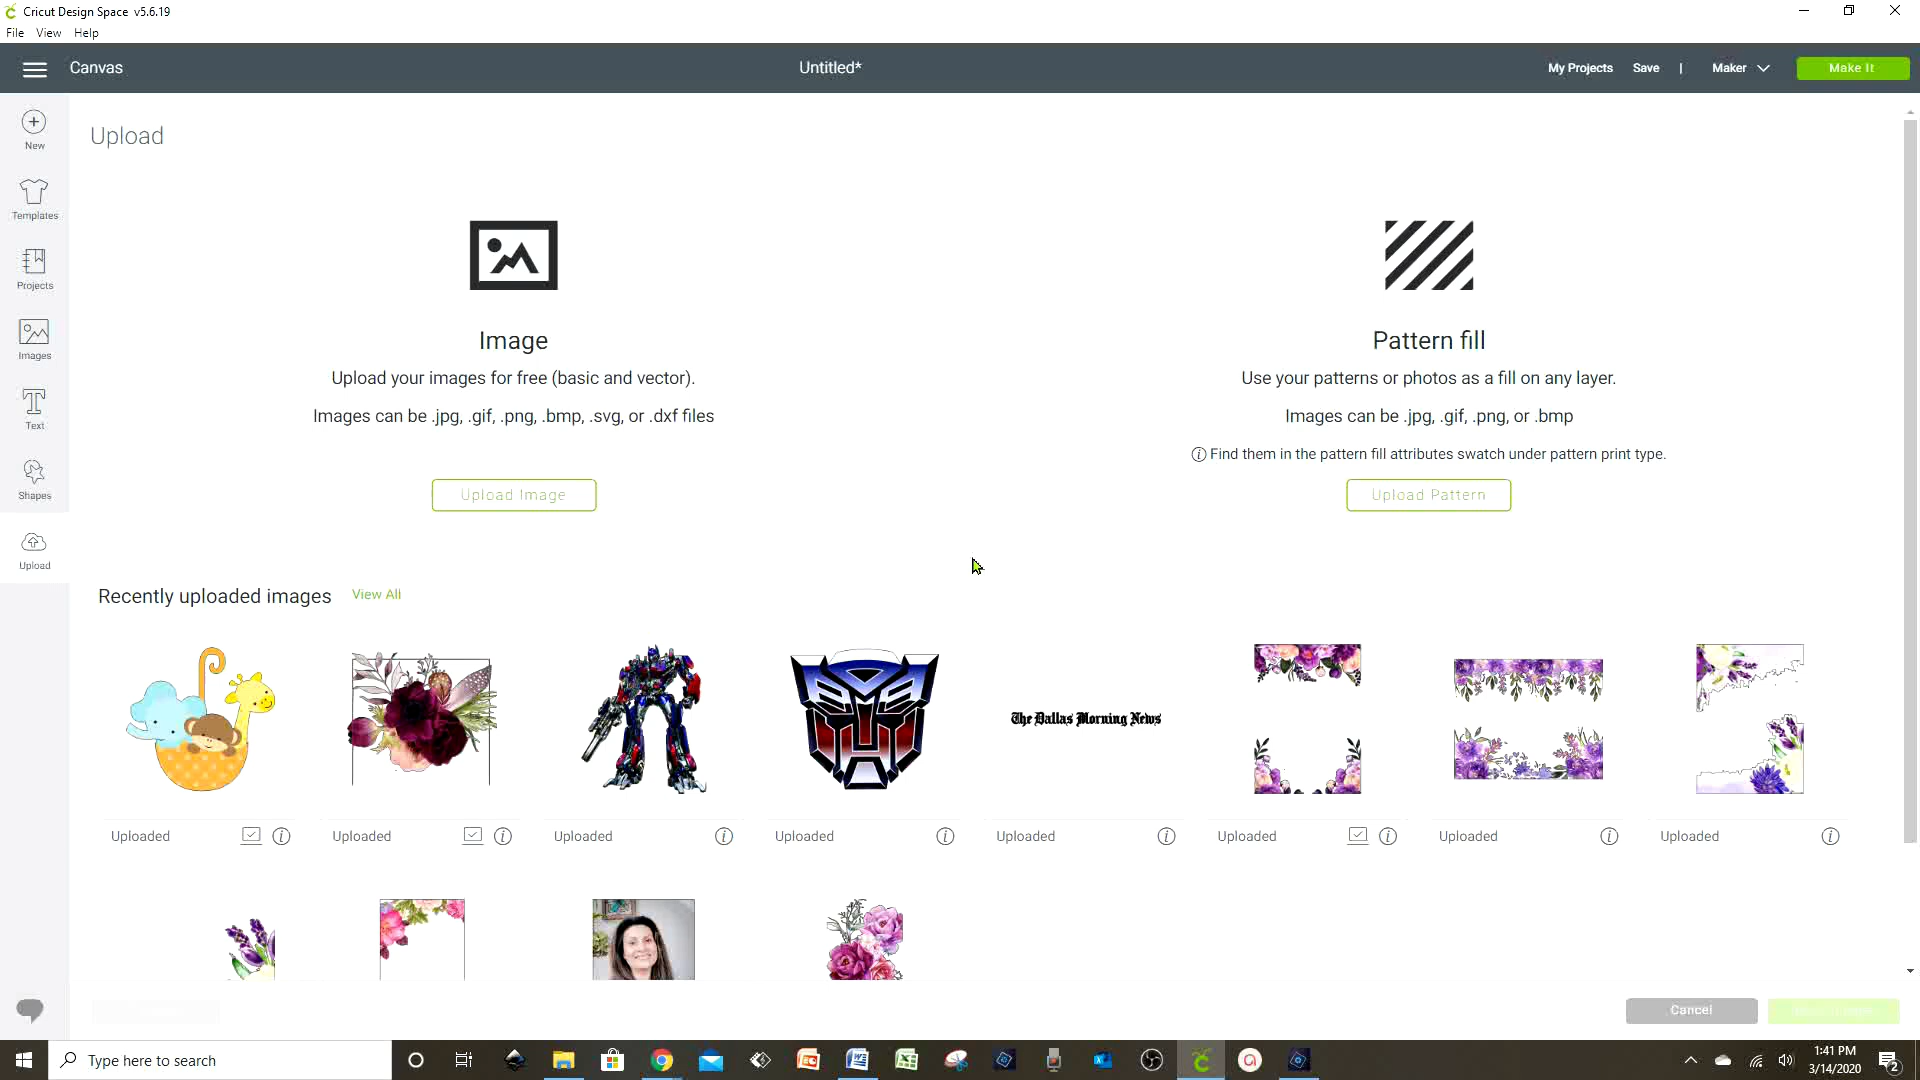 Cricut Design Space v5.6.19
File View Help
Canvas
Untitled*
My Projects Save | Maker
Make It
New
Templates
Projects
Images
Text
Shapes
Upload
Upload
Image
Upload your images for free (basic and vector).
Images can be .jpg, .gif, .png, .bmp, .svg, or .dxf files
Upload Image
Pattern fill
Use your patterns or photos as a fill on any layer.
Images can be .jpg, .gif, .png, or .bmp
Find them in the pattern fill attributes swatch under pattern print type.
Upload Pattern
Recently uploaded images View All
The Dallas Morning News
Uploaded Uploaded Uploaded Uploaded Uploaded Uploaded Uploaded Uploaded
Cancel
Type here to search
1:41 PM
3/14/2020
2